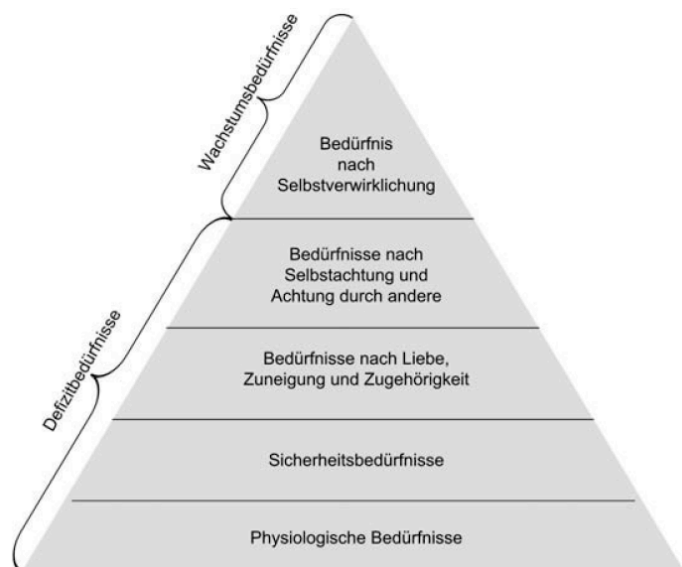 Wachstumsbedürfnisse
Bedürfnis
nach
Selbstverwirklichung
Defizitbedürfnisse
Bedürfnisse nach
Selbstachtung und
Achtung durch andere
Bedürfnisse nach Liebe,
Zuneigung und Zugehörigkeit
Sicherheitsbedürfnisse
Physiologische Bedürfnisse